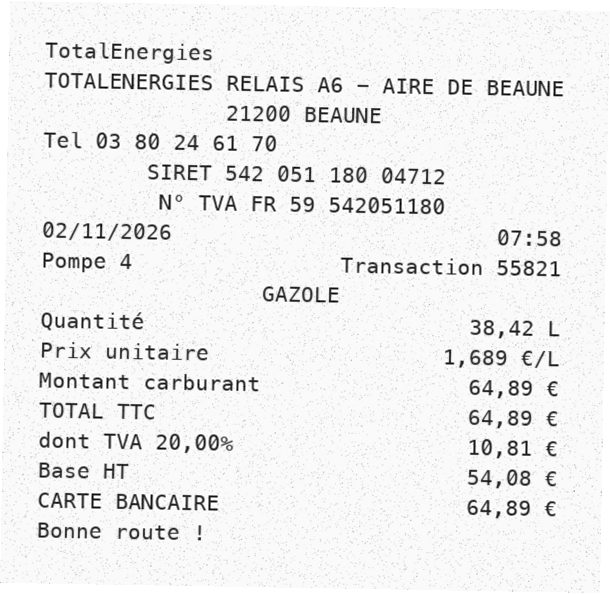 TotalEnergies
TOTALENERGIES RELAIS A6 – AIRE DE BEAUNE
21200 BEAUNE
Tel 03 80 24 61 70
SIRET 542 051 180 04712
N° TVA FR 59 542051180
02/11/2026 07:58
Pompe 4 Transaction 55821
GAZOLE
Quantité 38,42 L
Prix unitaire 1,689 €/L
Montant carburant 64,89 €
TOTAL TTC 64,89 €
dont TVA 20,00% 10,81 €
Base HT 54,08 €
CARTE BANCAIRE 64,89 €
Bonne route !